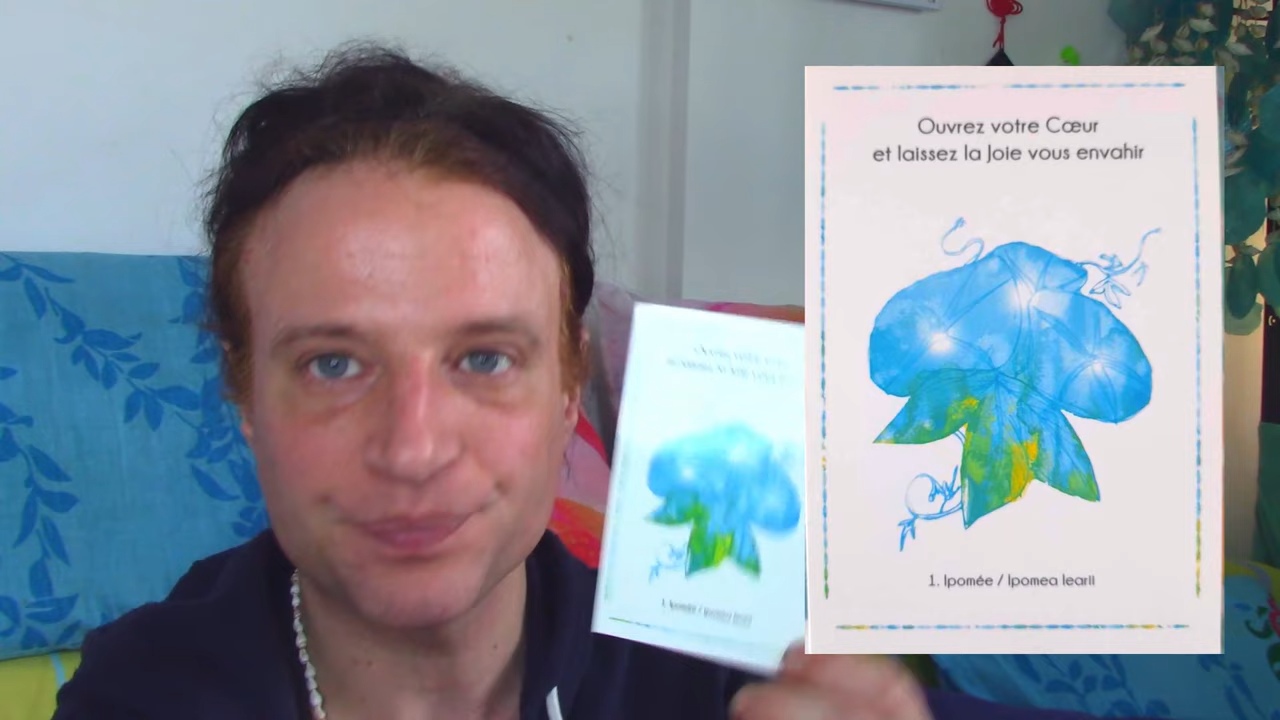 Ouvrez votre Cœur
et laissez la Joie vous envahir
1. Ipomée / Ipomea learii